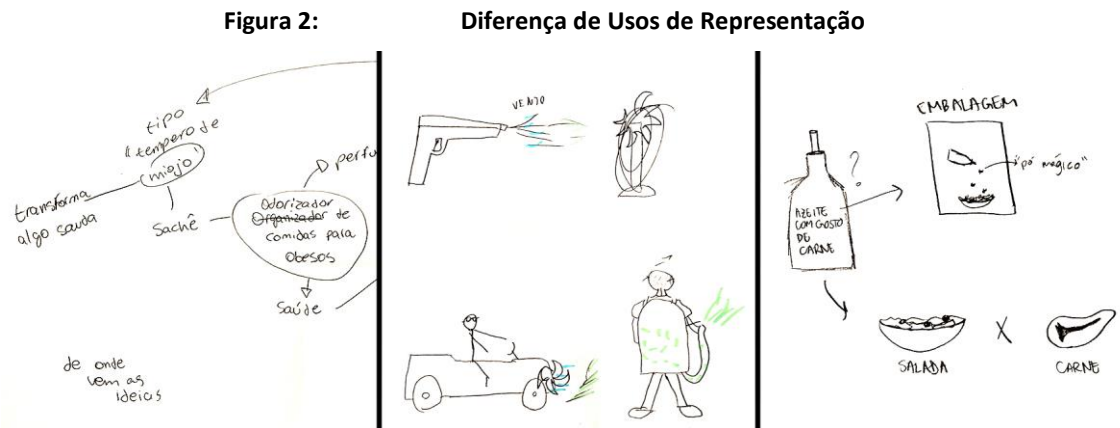 Figura 2: Diferença de Usos de Representação
tipo
"tempero de
miojo"
transforma
algo sauda
Sachê
perfu
Odorizador
Organizador de
comidas para
Obesos
Saúde
de onde
vem as
ideias
VENTO
EMBALAGEM
"pó mágico"
?
AZEITE
COM GOSTO
DE
CARNE
SALADA
X
CARNE